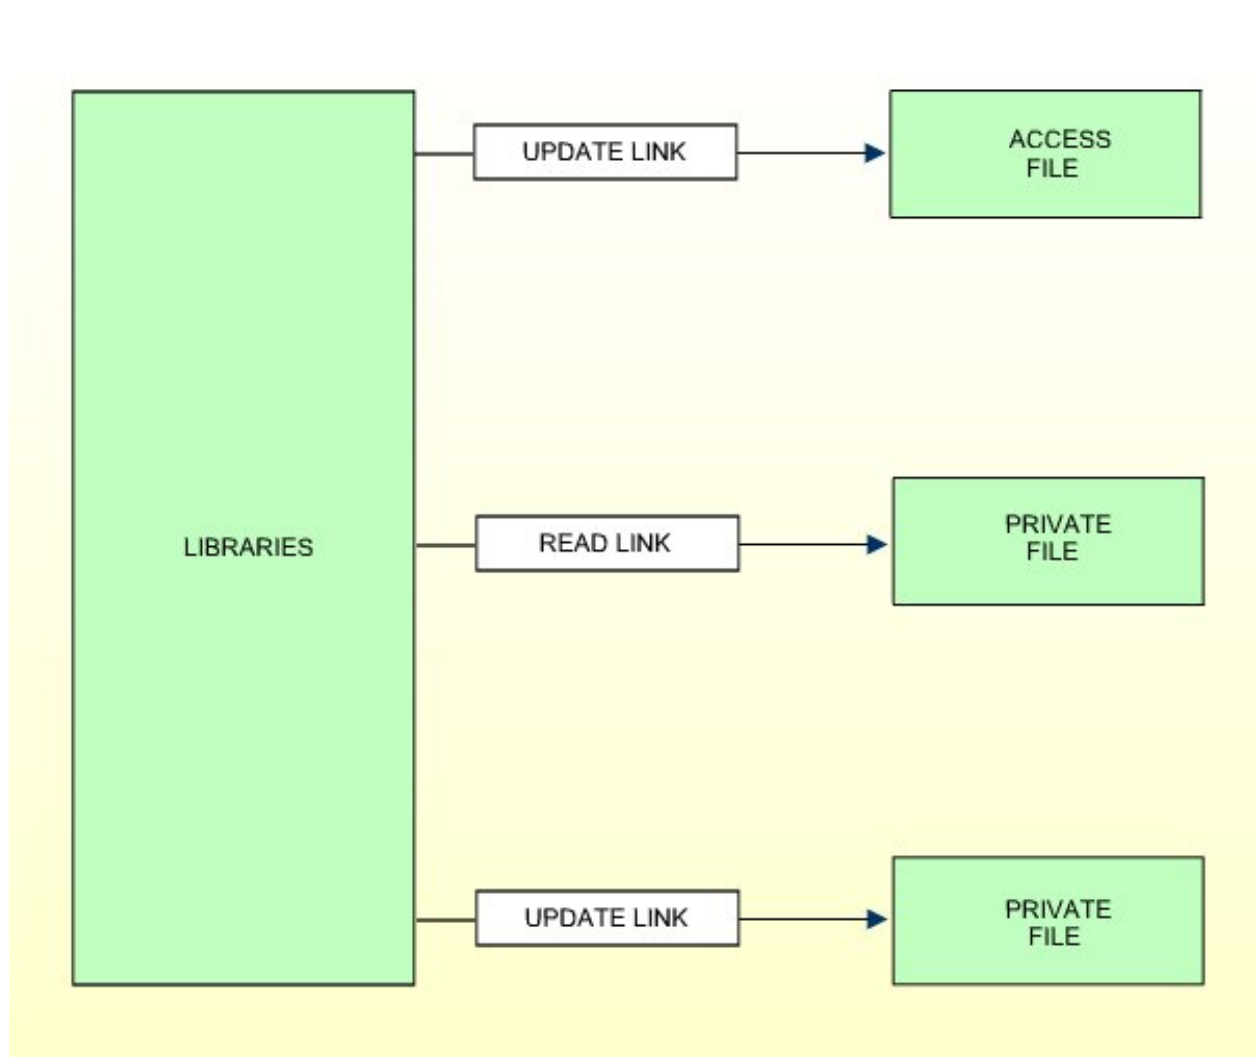 UPDATE LINK
ACCESS
FILE
LIBRARIES
READ LINK
PRIVATE
FILE
UPDATE LINK
PRIVATE
FILE